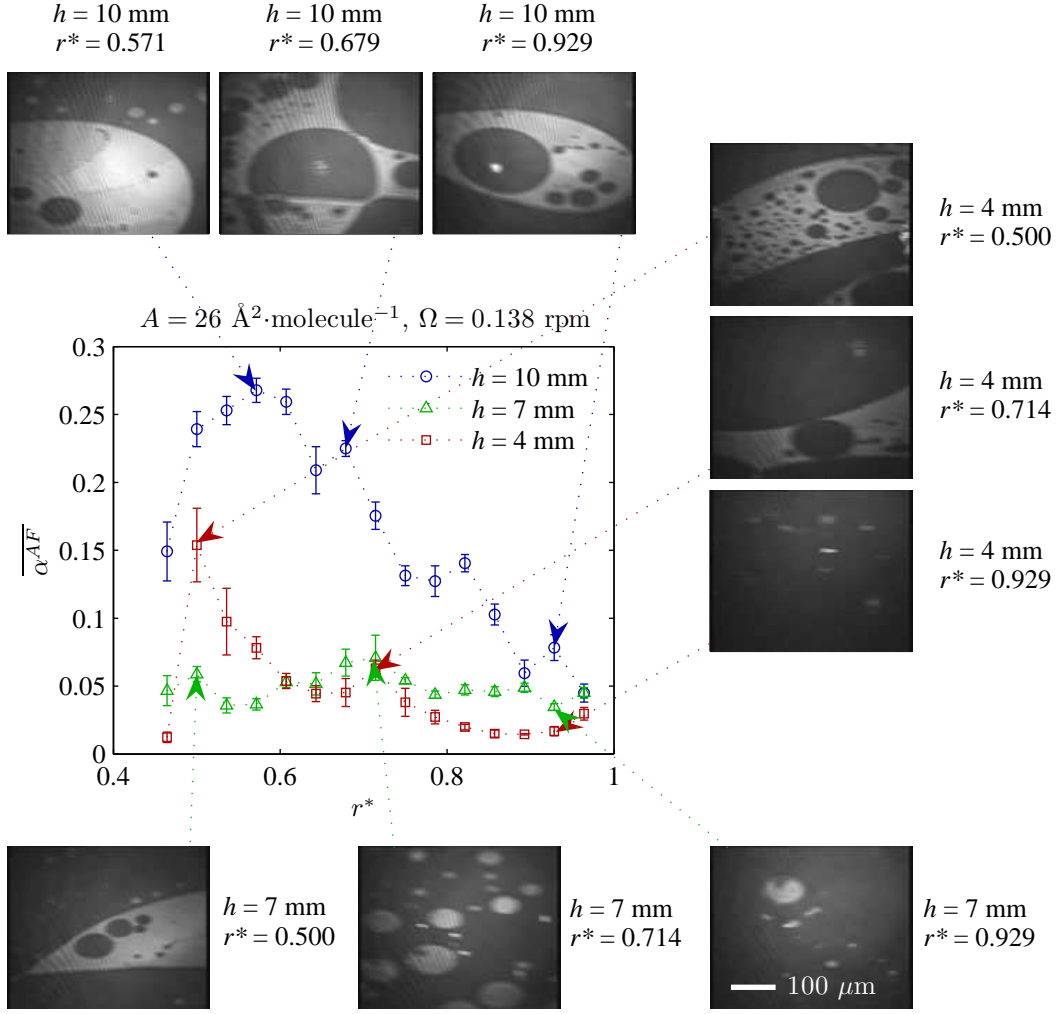 h = 10 mm
r* = 0.571
h = 10 mm
r* = 0.679
h = 10 mm
r* = 0.929
h = 4 mm
r* = 0.500
A = 26 Å²·molecule⁻¹, Ω = 0.138 rpm
0.3
0.25
0.2
0.15
0.1
0.05
0
h = 10 mm
h = 7 mm
h = 4 mm
h = 4 mm
r* = 0.714
h = 4 mm
r* = 0.929
α^{AF}
0.4
0.6
0.8
1
r*
h = 7 mm
r* = 0.500
h = 7 mm
r* = 0.714
h = 7 mm
r* = 0.929
100 μm